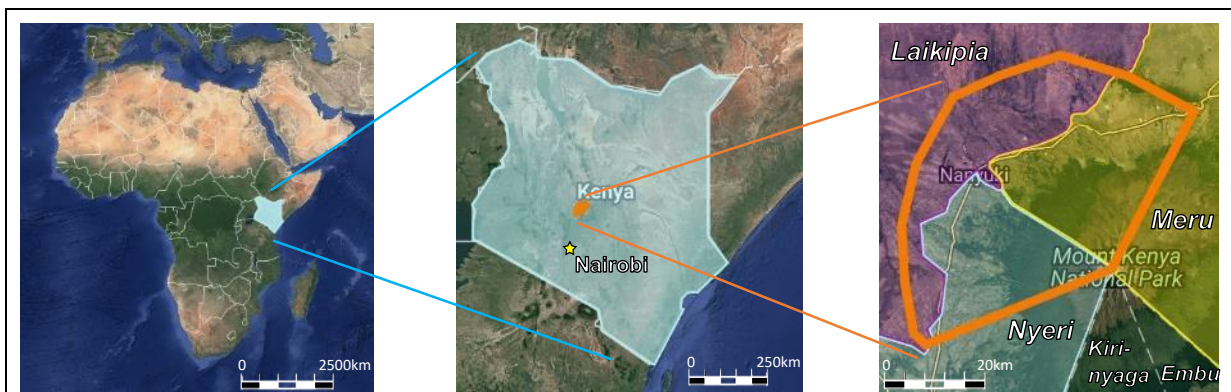 0 2500km
Kenya
Nairobi
0 250km
Laikipia
Nanyuki
Meru
Mount Kenya
National Park
Nyeri
Kiri-
nyaga Embu
0 20km